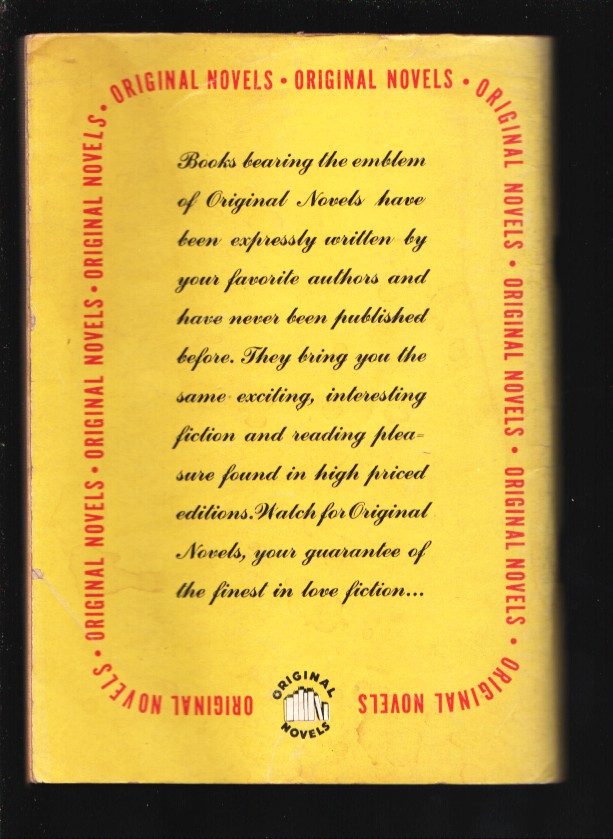 ORIGINAL NOVELS • ORIGINAL NOVELS •
ORIGINAL NOVELS • ORIGINAL NOVELS • ORIGINAL NOVELS •
ORIGINAL NOVELS
ORIGINAL NOVELS •
ORIGINAL NOVELS • ORIGINAL NOVELS • ORIGINAL NOVELS •
Books bearing the emblem
of Original Novels have
been expressly written by
your favorite authors and
have never been published
before. They bring you the
same exciting, interesting
fiction and reading plea=
sure found in high priced
editions. Watch for Original
Novels, your guarantee of
the finest in love fiction...
ORIGINAL
NOVELS